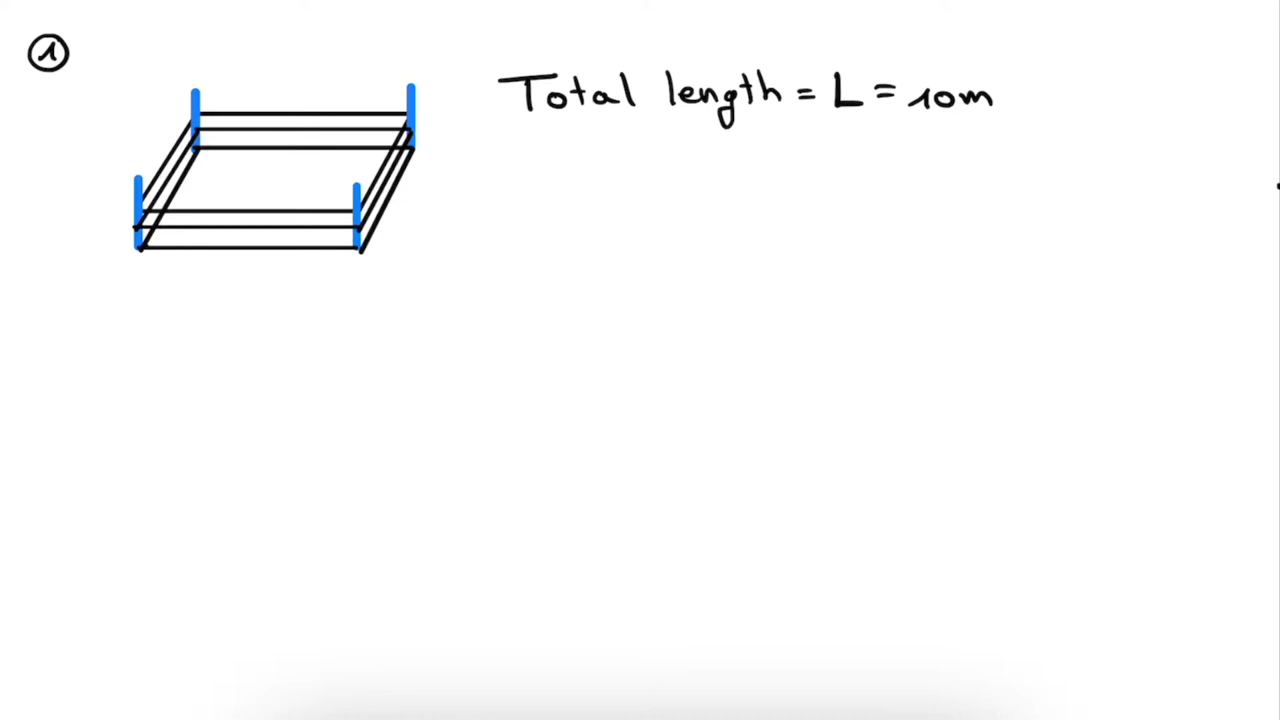 ①
Total length = L = 10m